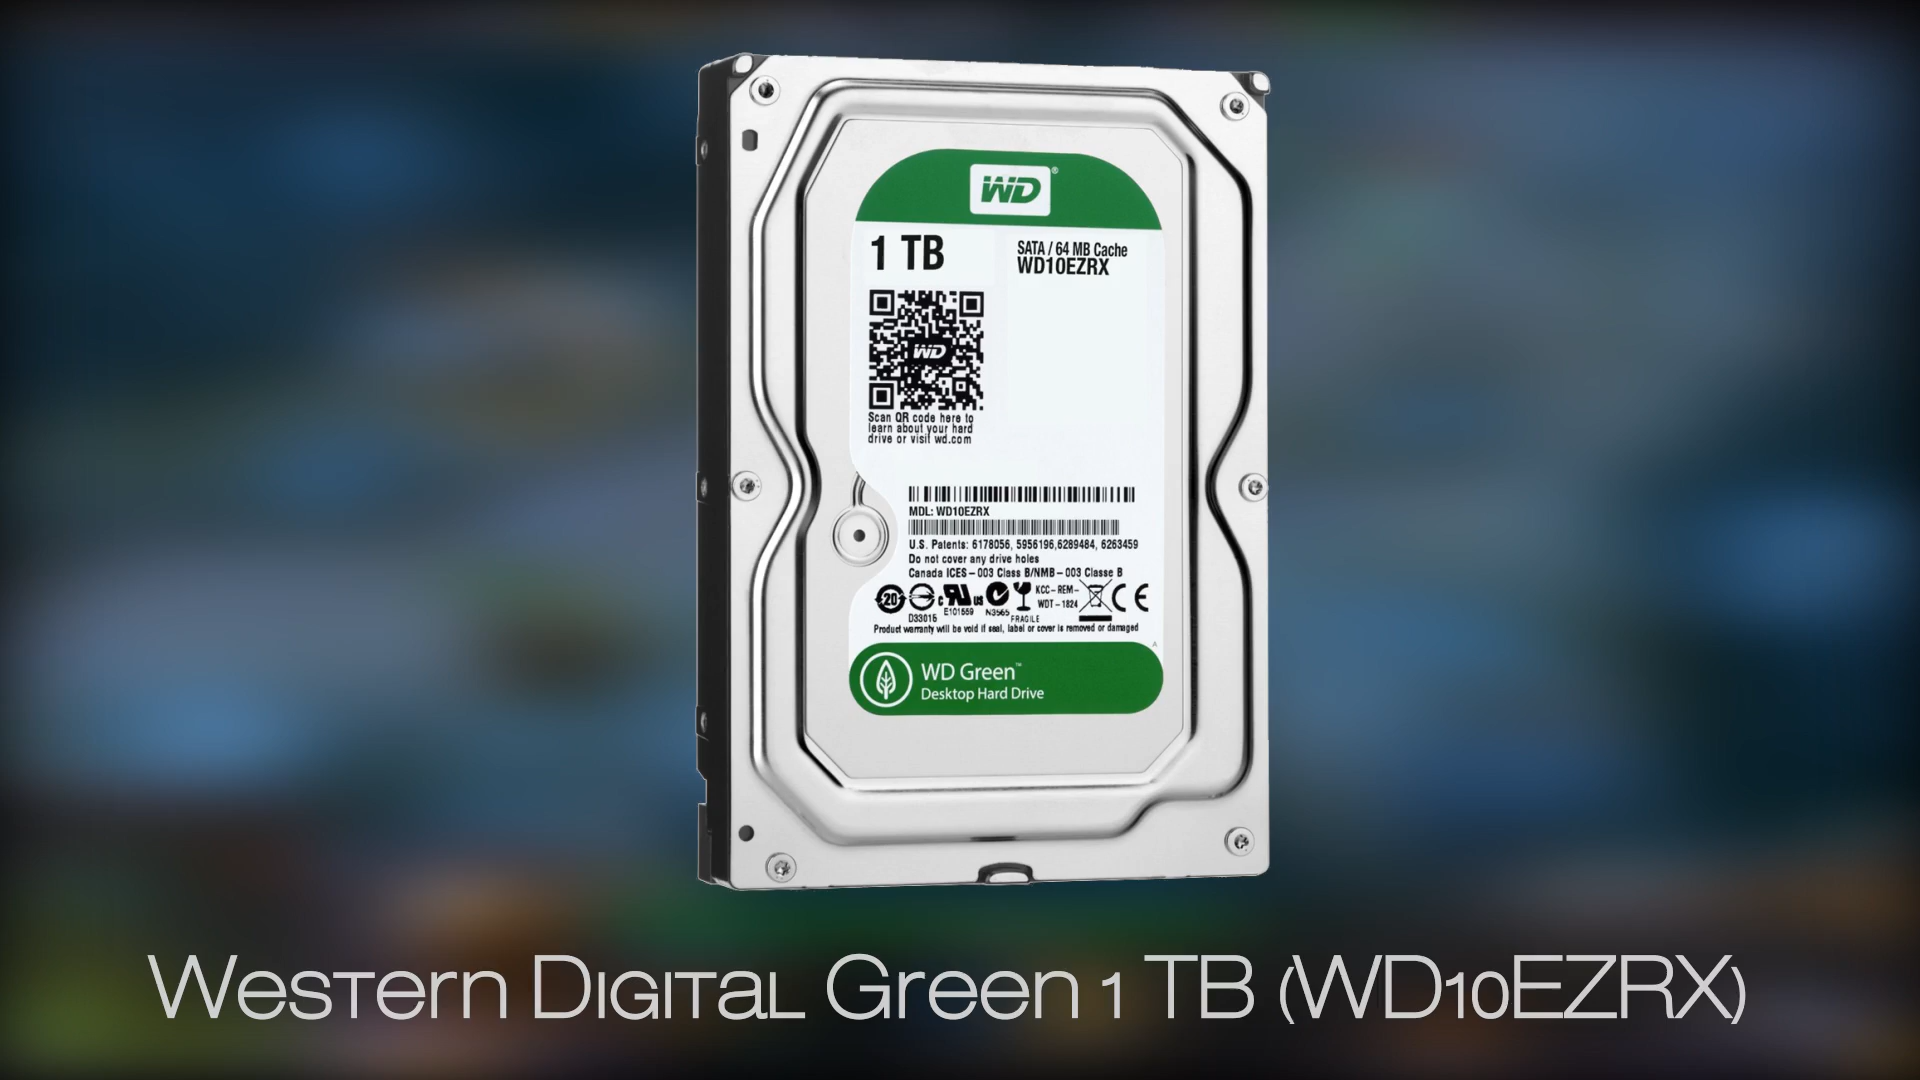 WD®
1 TB
SATA / 64 MB Cache
WD10EZRX
WD
Scan QR code here to
learn about your hard
drive or visit wd.com
MDL: WD10EZRX
U.S. Patents: 6178056, 5956196,6289484, 6263459
Do not cover any drive holes
Canada ICES-003 Class B/NMB-003 Classe B
20
D33015
c UL us
E101559
N3565
FRAGILE
KCC-REM-
WDT-1824
CE
Product warranty will be void if seal, label or cover is removed or damaged
A
WD Green™
Desktop Hard Drive
Western Digital Green 1 TB (WD10EZRX)